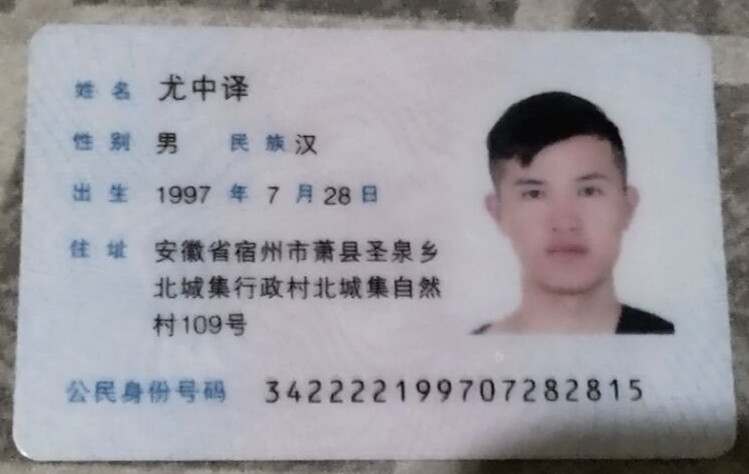 姓名 尤中译
性别 男 民族 汉
出生 1997 年 7 月 28 日
住址 安徽省宿州市萧县圣泉乡
北城集行政村北城集自然
村109号
公民身份号码 342222199707282815